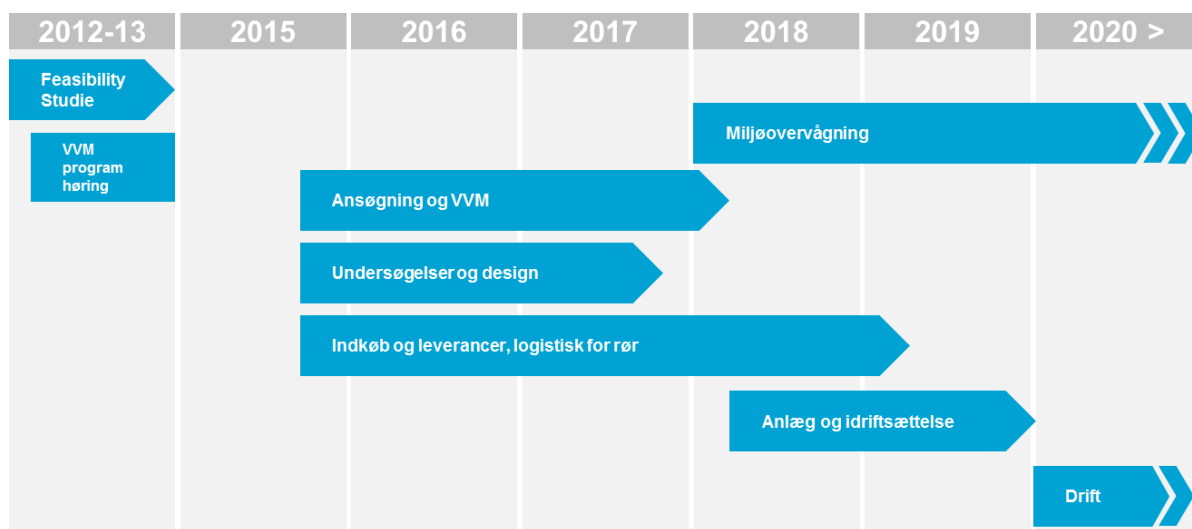 2012-13 2015 2016 2017 2018 2019 2020 >
Feasibility
Studie
VVM
program
høring
Miljøovervågning
Ansøgning og VVM
Undersøgelser og design
Indkøb og leverancer, logistisk for rør
Anlæg og idriftsættelse
Drift